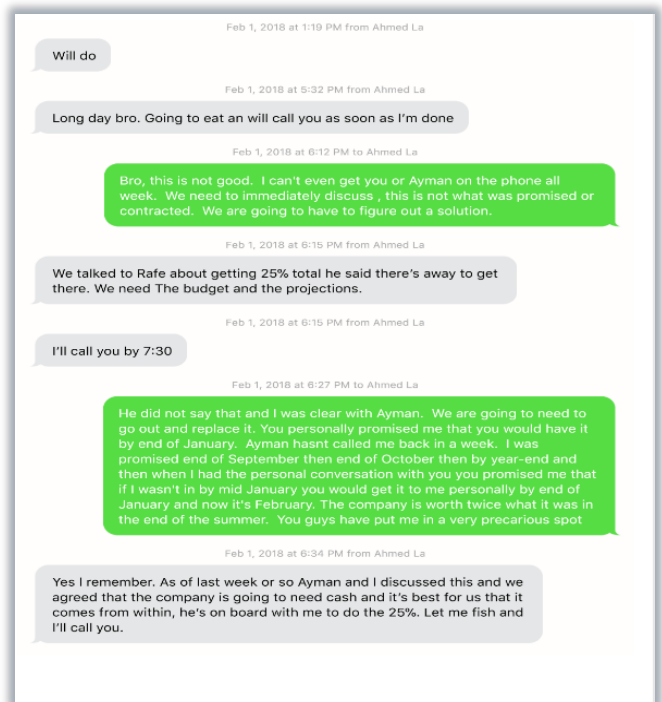 Feb 1, 2018 at 1:19 PM from Ahmed La
Will do
Feb 1, 2018 at 5:32 PM from Ahmed La
Long day bro. Going to eat an will call you as soon as I'm done
Feb 1, 2018 at 6:12 PM to Ahmed La
Bro, this is not good.  I can't even get you or Ayman on the phone all
week.  We need to immediately discuss , this is not what was promised or
contracted.  We are going to have to figure out a solution.
Feb 1, 2018 at 6:15 PM from Ahmed La
We talked to Rafe about getting 25% total he said there's away to get
there. We need The budget and the projections.
Feb 1, 2018 at 6:15 PM from Ahmed La
I'll call you by 7:30
Feb 1, 2018 at 6:27 PM to Ahmed La
He did not say that and I was clear with Ayman.  We are going to need to
go out and replace it. You personally promised me that you would have it
by end of January.  Ayman hasnt called me back in a week.  I was
promised end of September then end of October then by year-end and
then when I had the personal conversation with you you promised me that
if I wasn't in by mid January you would get it to me personally by end of
January and now it's February. The company is worth twice what it was in
the end of the summer.  You guys have put me in a very precarious spot
Feb 1, 2018 at 6:34 PM from Ahmed La
Yes I remember. As of last week or so Ayman and I discussed this and we
agreed that the company is going to need cash and it's best for us that it
comes from within, he's on board with me to do the 25%. Let me fish and
I'll call you.